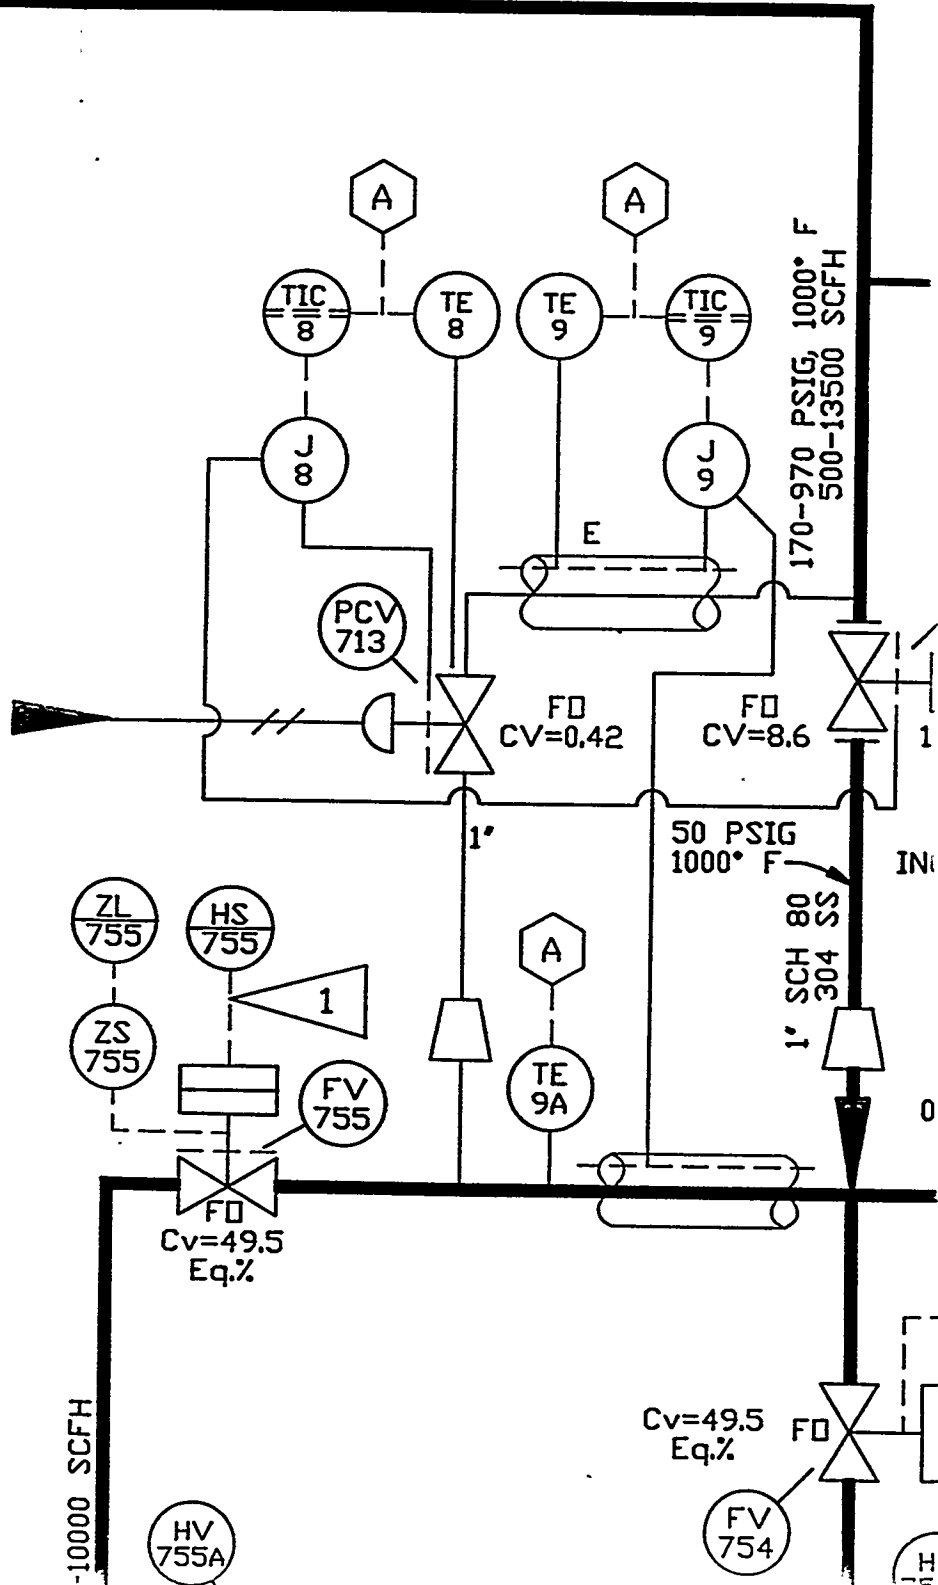 A
A
TIC
8
TE
8
TE
9
TIC
9
170-970 PSIG, 1000° F
500-13500 SCFH
J
8
J
9
E
PCV
713
FO
CV=0.42
FO
CV=8.6
1
1"
50 PSIG
1000° F
1" SCH 80
304 SS
ZL
755
HS
755
A
1
ZS
755
TE
9A
FV
755
0
FO
Cv=49.5
Eq.%
Cv=49.5
Eq.%
FO
-10000 SCFH
HV
755A
FV
754
H